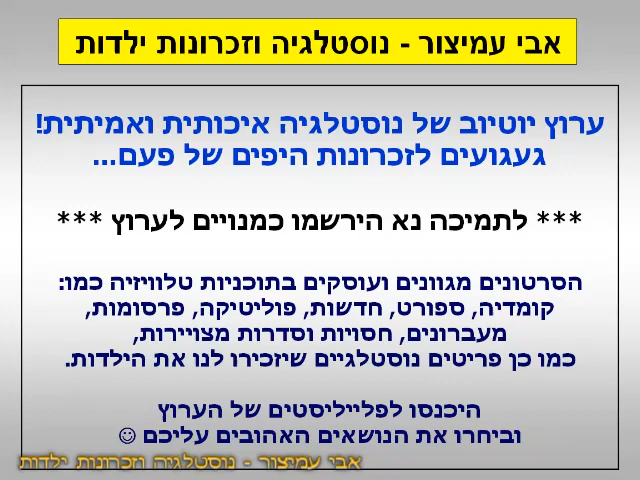 אבי עמיצור - נוסטלגיה וזכרונות ילדות
ערוץ יוטיוב של נוסטלגיה איכותית ואמיתית!
געגועים לזכרונות היפים של פעם...
*** לתמיכה נא הירשמו כמנויים לערוץ ***
הסרטונים מגוונים ועוסקים בתוכניות טלוויזיה כמו:
קומדיה, ספורט, חדשות, פוליטיקה, פרסומות,
מעברונים, חסויות וסדרות מצויירות,
כמו כן פריטים נוסטלגיים שיזכירו לנו את הילדות.
היכנסו לפלייליסטים של הערוץ
וביחרו את הנושאים האהובים עליכם ☺
אבי עמיצור - נוסטלגיה וזכרונות ילדות